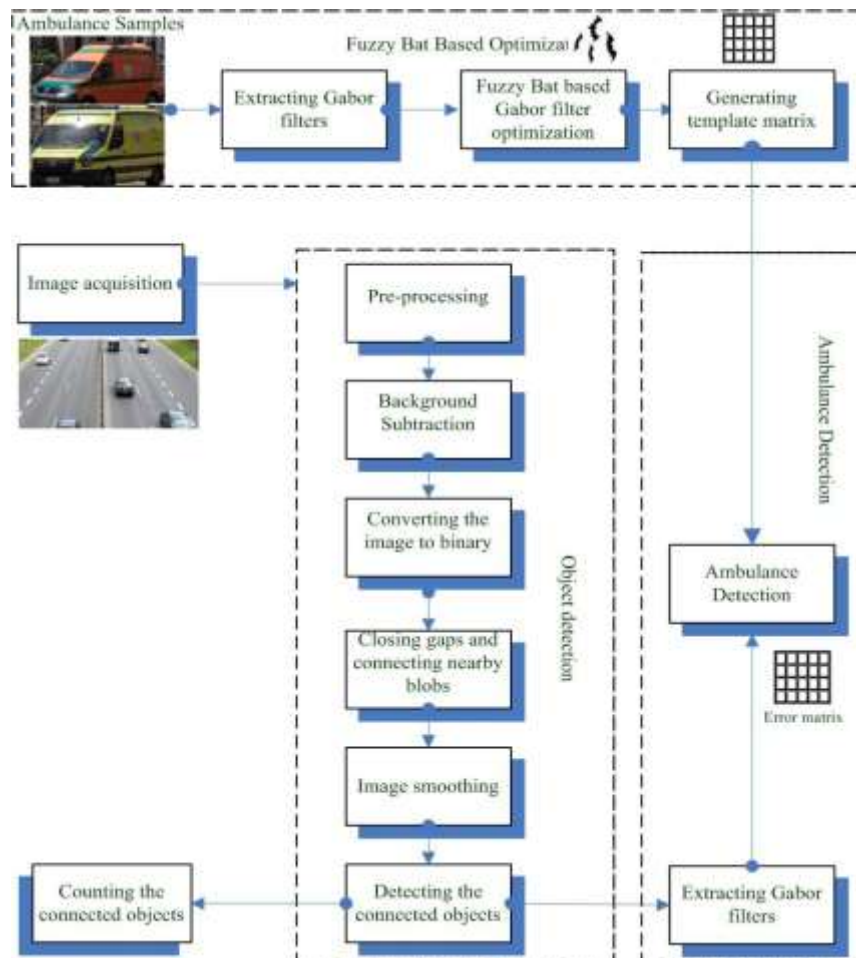 Ambulance Samples
Fuzzy Bat Based Optimiza
Extracting Gabor
filters
Fuzzy Bat based
Gabor filter
optimization
Generating
template matrix
Image acquisition
Pre-processing
Background
Subtraction
Converting the
image to binary
Closing gaps and
connecting nearby
blobs
Image smoothing
Detecting the
connected objects
Counting the
connected objects
Object detection
Ambulance Detection
Ambulance
Detection
Error matrix
Extracting Gabor
filters